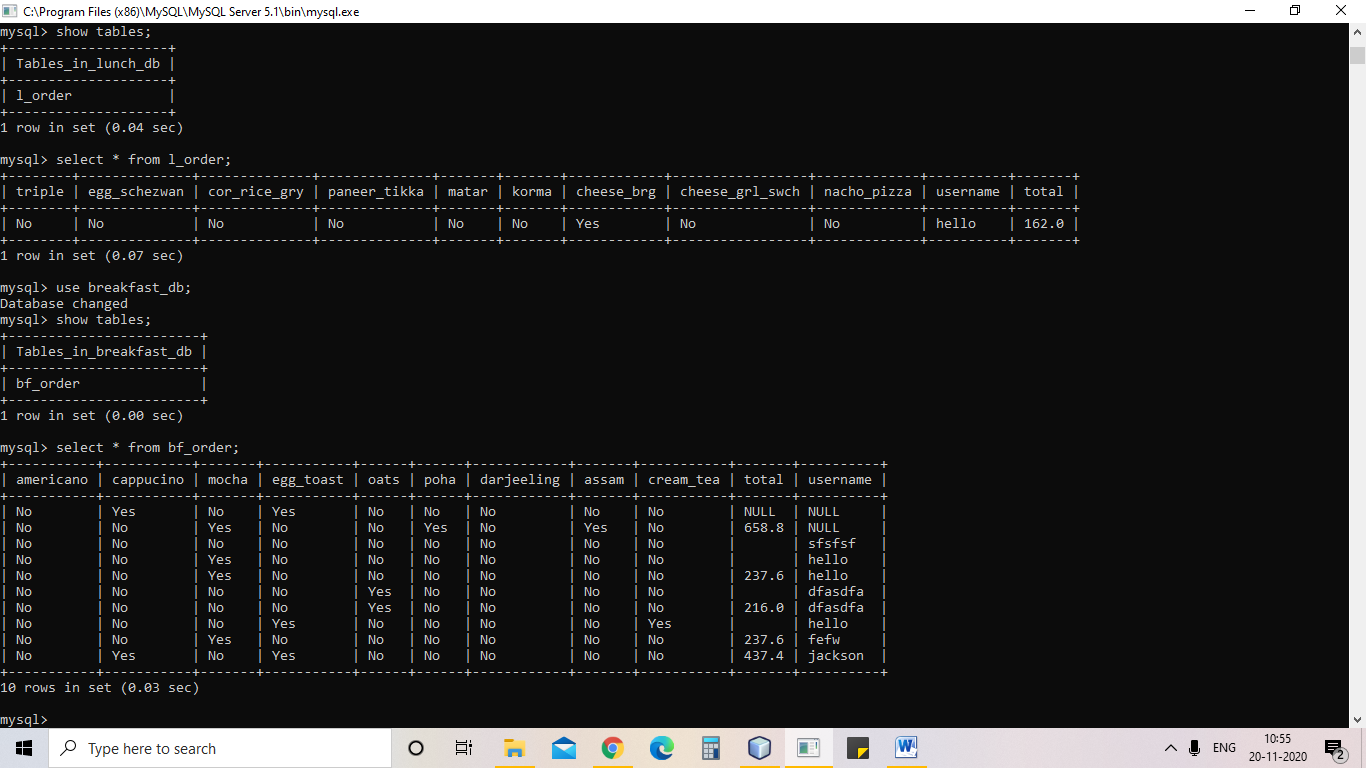 C:\Program Files (x86)\MySQL\MySQL Server 5.1\bin\mysql.exe
mysql> show tables;
+--------------------+
| Tables_in_lunch_db |
+--------------------+
| l_order            |
+--------------------+
1 row in set (0.04 sec)
mysql> select * from l_order;
+--------+--------------+--------------+--------------+-------+-------+------------+-----------------+-------------+----------+-------+
| triple | egg_schezwan | cor_rice_gry | paneer_tikka | matar | korma | cheese_brg | cheese_grl_swch | nacho_pizza | username | total |
+--------+--------------+--------------+--------------+-------+-------+------------+-----------------+-------------+----------+-------+
| No     | No           | No           | No           | No    | No    | Yes        | No              | No          | hello    | 162.0 |
+--------+--------------+--------------+--------------+-------+-------+------------+-----------------+-------------+----------+-------+
1 row in set (0.07 sec)
mysql> use breakfast_db;
Database changed
mysql> show tables;
+------------------------+
| Tables_in_breakfast_db |
+------------------------+
| bf_order               |
+------------------------+
1 row in set (0.00 sec)
mysql> select * from bf_order;
+-----------+-----------+-------+-----------+------+------+------------+-------+-----------+-------+----------+
| americano | cappucino | mocha | egg_toast | oats | poha | darjeeling | assam | cream_tea | total | username |
+-----------+-----------+-------+-----------+------+------+------------+-------+-----------+-------+----------+
| No        | Yes       | No    | Yes       | No   | No   | No         | No    | No        | NULL  | NULL     |
| No        | No        | Yes   | No        | No   | Yes  | No         | Yes   | No        | 658.8 | NULL     |
| No        | No        | No    | No        | No   | No   | No         | No    | No        |       | sfsfsf   |
| No        | No        | Yes   | No        | No   | No   | No         | No    | No        |       | hello    |
| No        | No        | Yes   | No        | No   | No   | No         | No    | No        | 237.6 | hello    |
| No        | No        | No    | No        | Yes  | No   | No         | No    | No        |       | dfasdfa  |
| No        | No        | No    | No        | Yes  | No   | No         | No    | No        | 216.0 | dfasdfa  |
| No        | No        | No    | Yes       | No   | No   | No         | No    | Yes       |       | hello    |
| No        | No        | Yes   | No        | No   | No   | No         | No    | No        | 237.6 | fefw     |
| No        | Yes       | No    | Yes       | No   | No   | No         | No    | No        | 437.4 | jackson  |
+-----------+-----------+-------+-----------+------+------+------------+-------+-----------+-------+----------+
10 rows in set (0.03 sec)
mysql>
Type here to search
ENG
10:55
20-11-2020
2